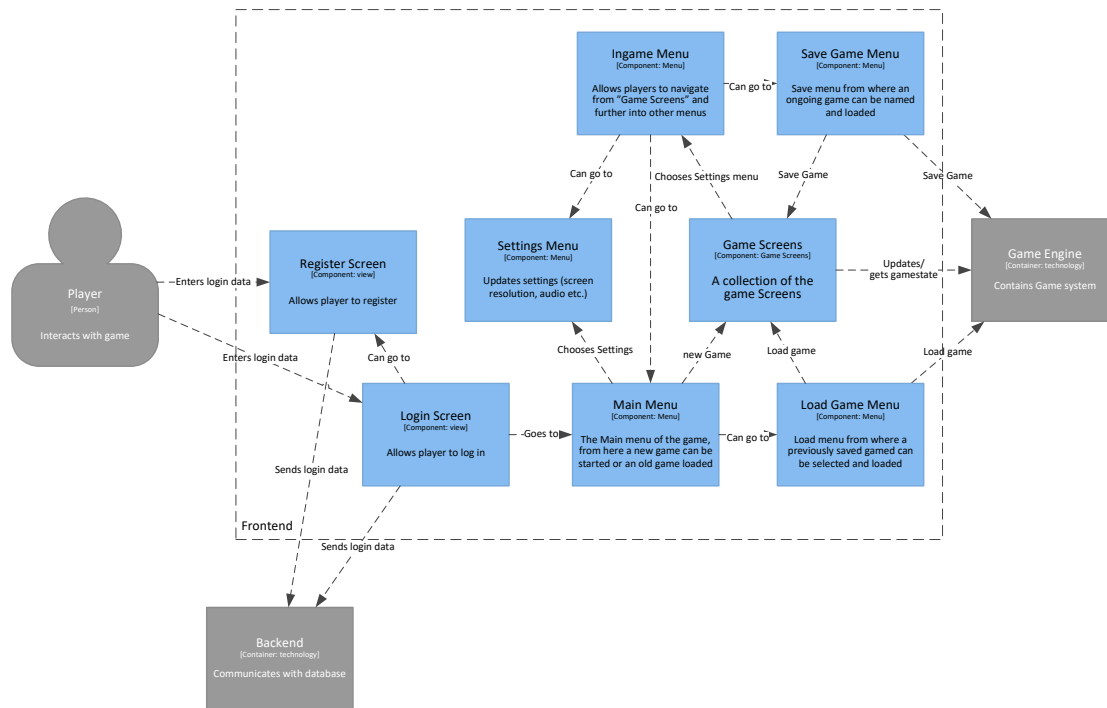 Ingame Menu
[Component: Menu]
Allows players to navigate
from "Game Screens" and
further into other menus
Can go to
Save Game Menu
[Component: Menu]
Save menu from where an
ongoing game can be named
and loaded
Can go to
Chooses Settings menu
Can go to
Save Game
Save Game
Player
[Person]
Interacts with game
Enters login data
Enters login data
Register Screen
[Component: view]
Allows player to register
Settings Menu
[Component: Menu]
Updates settings (screen
resolution, audio etc.)
Game Screens
[Component: Game Screens]
A collection of the
game Screens
Updates/
gets gamestate
Game Engine
[Container: technology]
Contains Game system
Can go to
Chooses Settings
new Game
Load game
Load game
Login Screen
[Component: view]
Allows player to log in
Goes to
Main Menu
[Component: Menu]
The Main menu of the game,
from here a new game can be
started or an old game loaded
Can go to
Load Game Menu
[Component: Menu]
Load menu from where a
previously saved gamed can
be selected and loaded
Sends login data
Frontend
Sends login data
Backend
[Container: technology]
Communicates with database